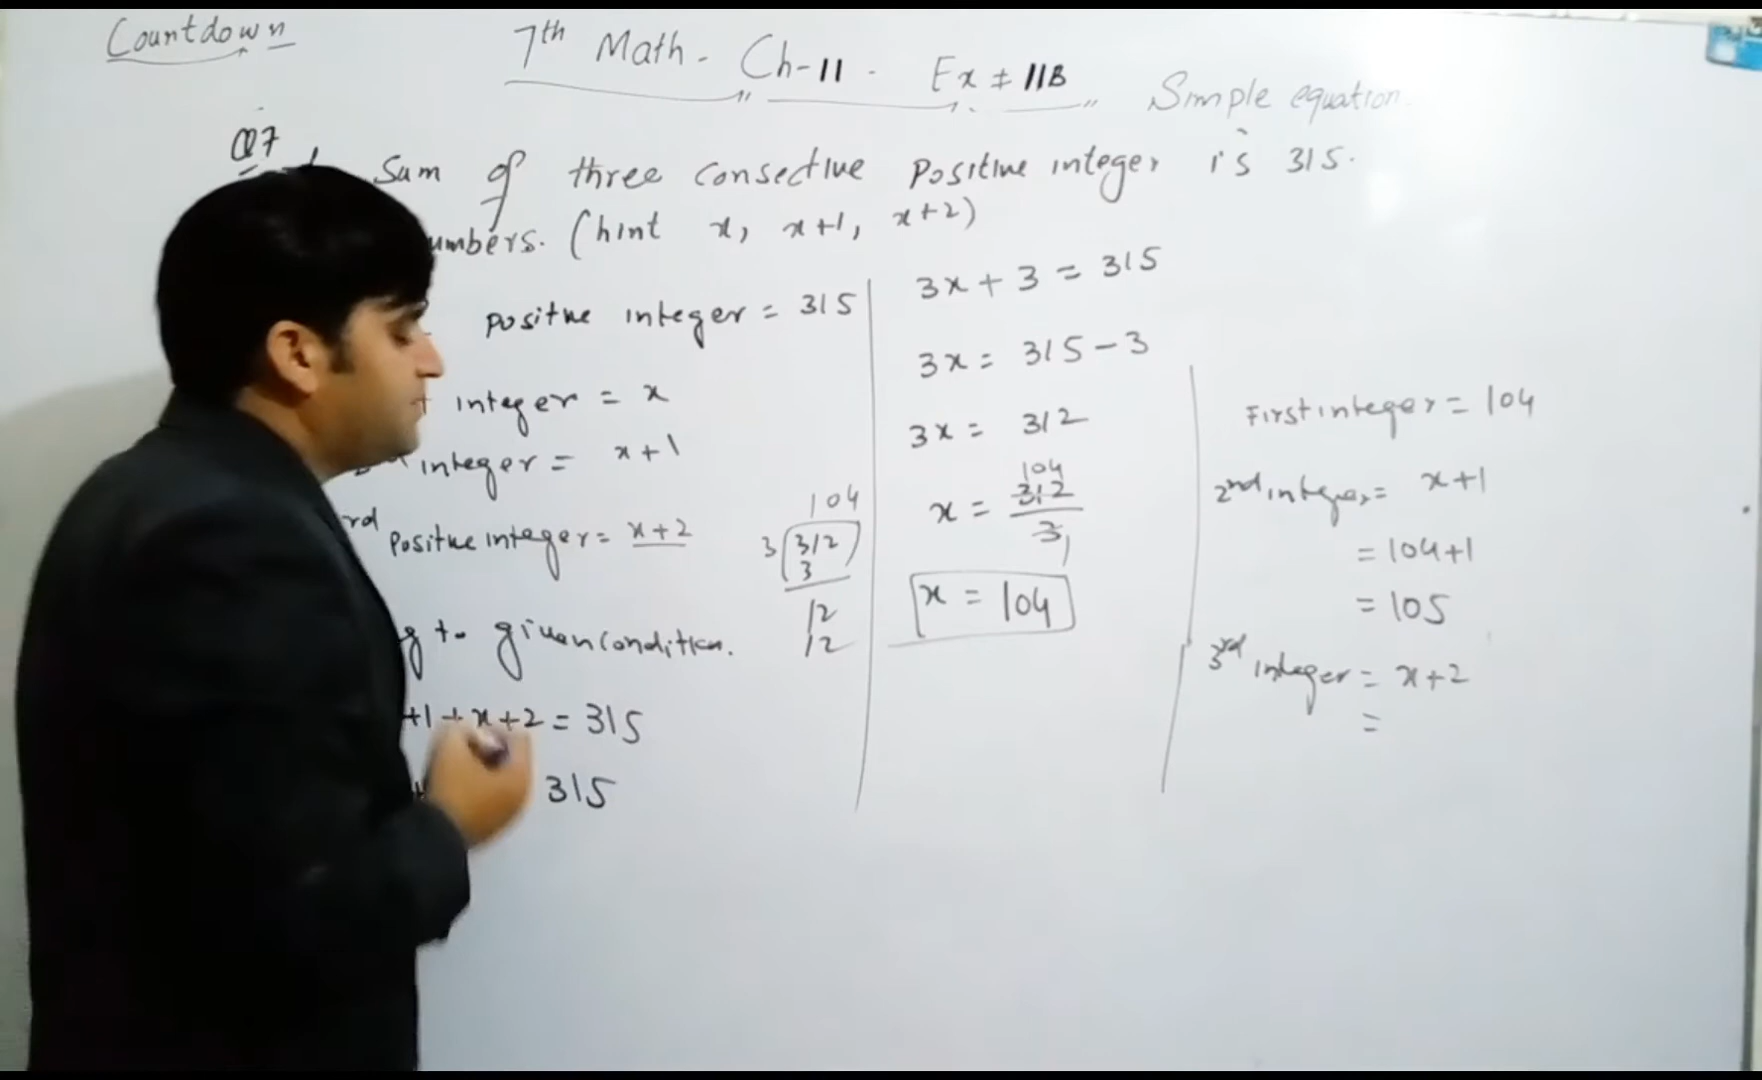 Countdown
7th Math. Ch-11. Ex # 11B Simple equation.
Q7
Sum of three consective Positive integer is 315.
umbers. (hint x, x+1, x+2)
positive integer = 315
integer = x
integer = x+1
rd Positive integer = x+2
g to given condition.
+1+x+2 = 315
315
104
3 312
3
12
12
3x + 3 = 315
3x = 315-3
3x = 312
104
x = 312
3
1
x = 104
First integer = 104
2nd integer = x+1
= 104+1
= 105
3rd integer = x+2
=